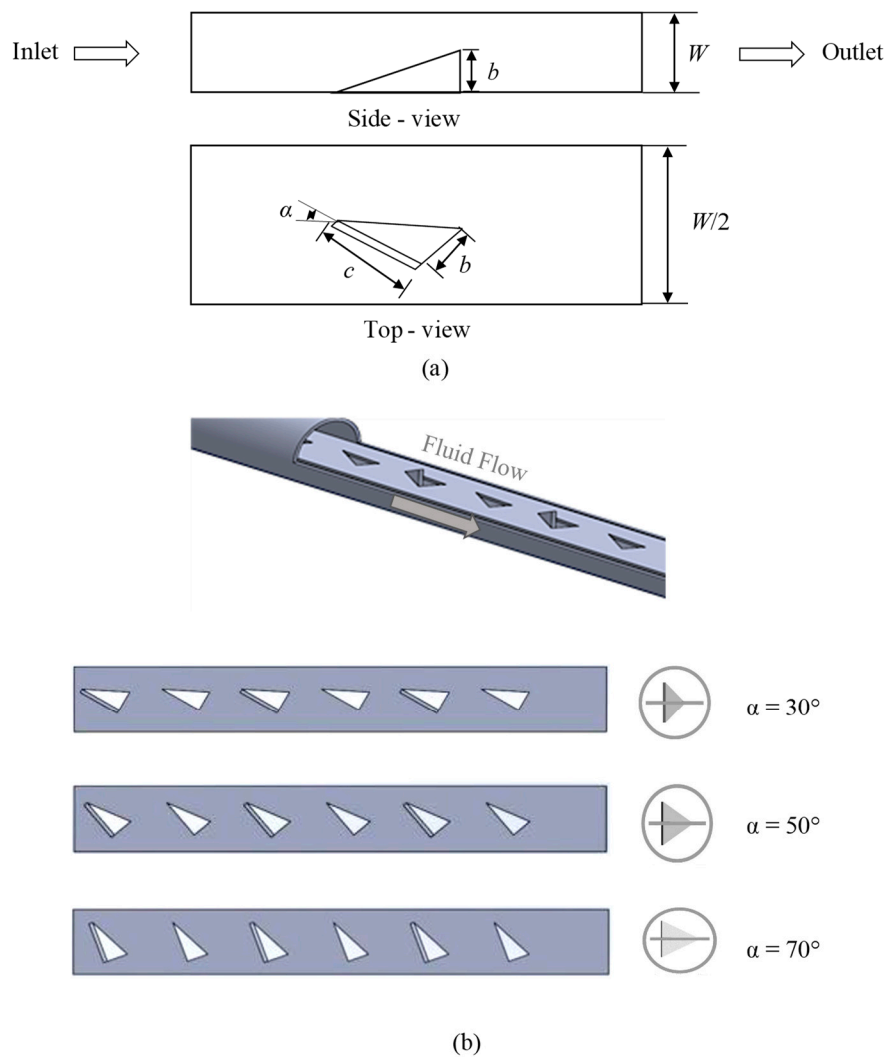 Inlet
b
W
Outlet
Side - view
α
c
b
W/2
Top - view
(a)
Fluid Flow
α = 30°
α = 50°
α = 70°
(b)